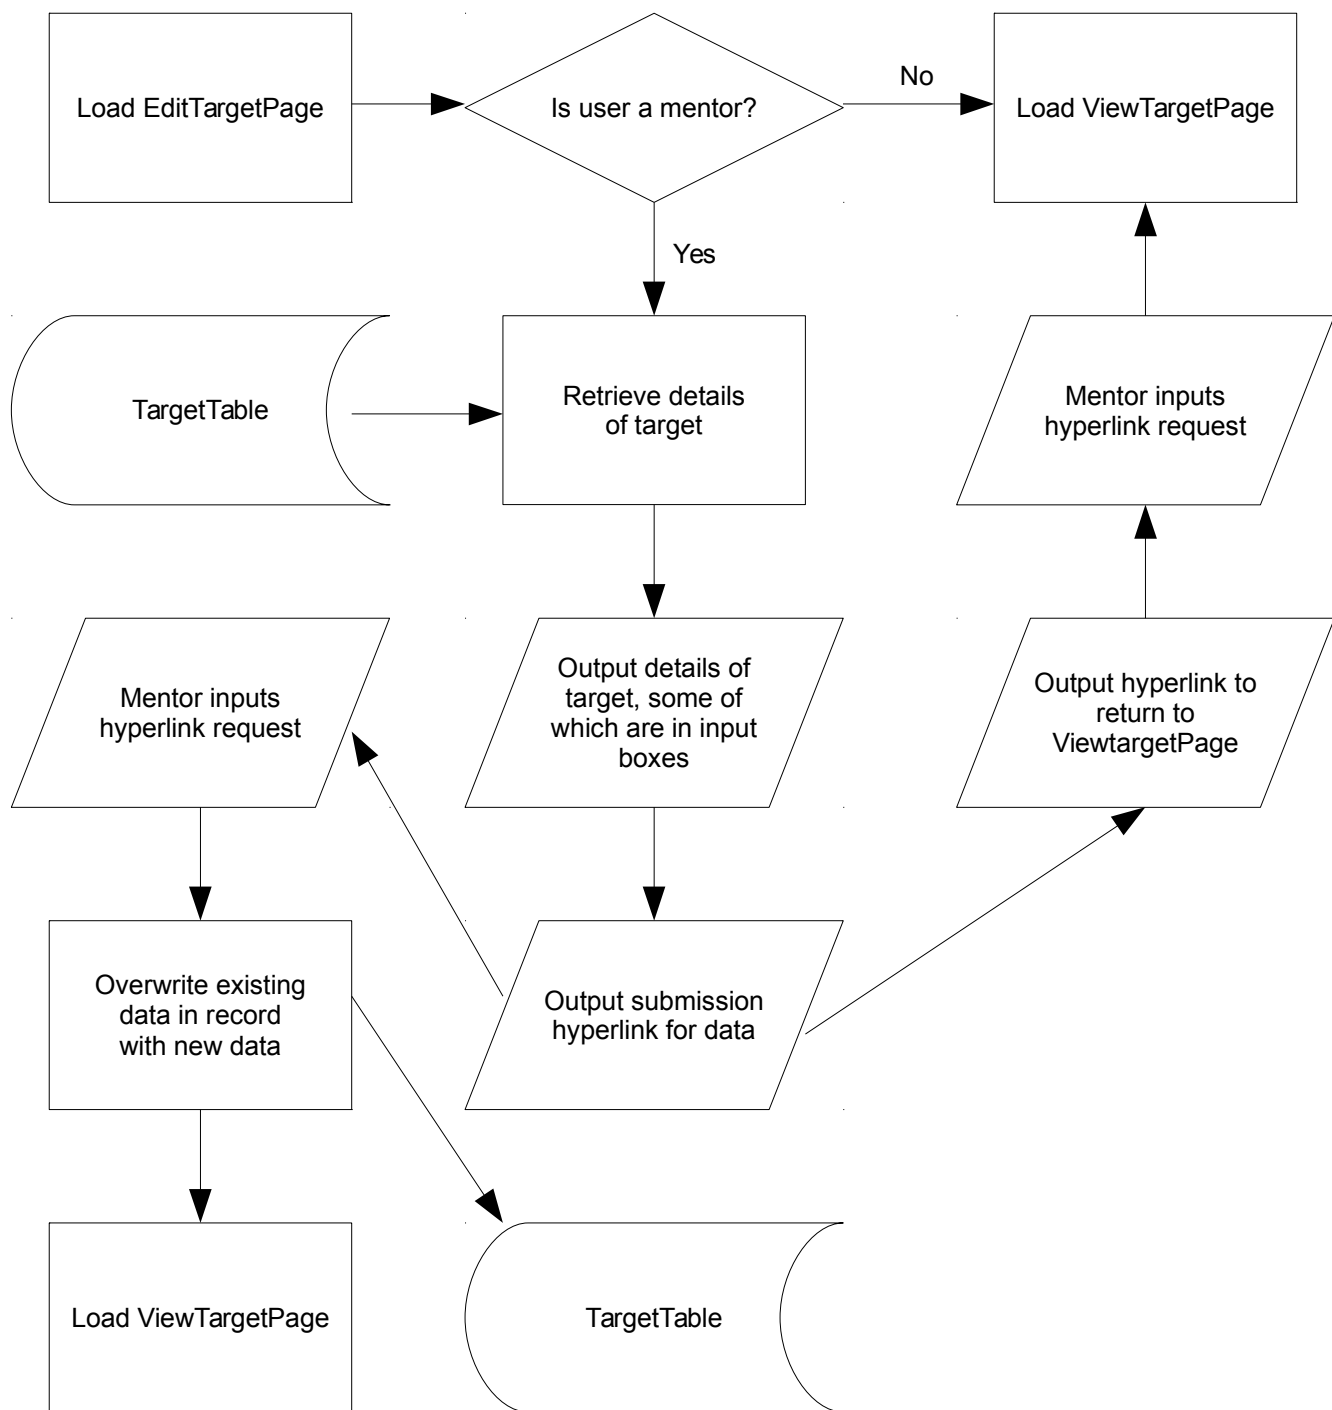 Load EditTargetPage
Is user a mentor?
No
Load ViewTargetPage
Yes
TargetTable
Retrieve details
of target
Mentor inputs
hyperlink request
Mentor inputs
hyperlink request
Output details of
target, some of
which are in input
boxes
Output hyperlink to
return to
ViewtargetPage
Overwrite existing
data in record
with new data
Output submission
hyperlink for data
Load ViewTargetPage
TargetTable